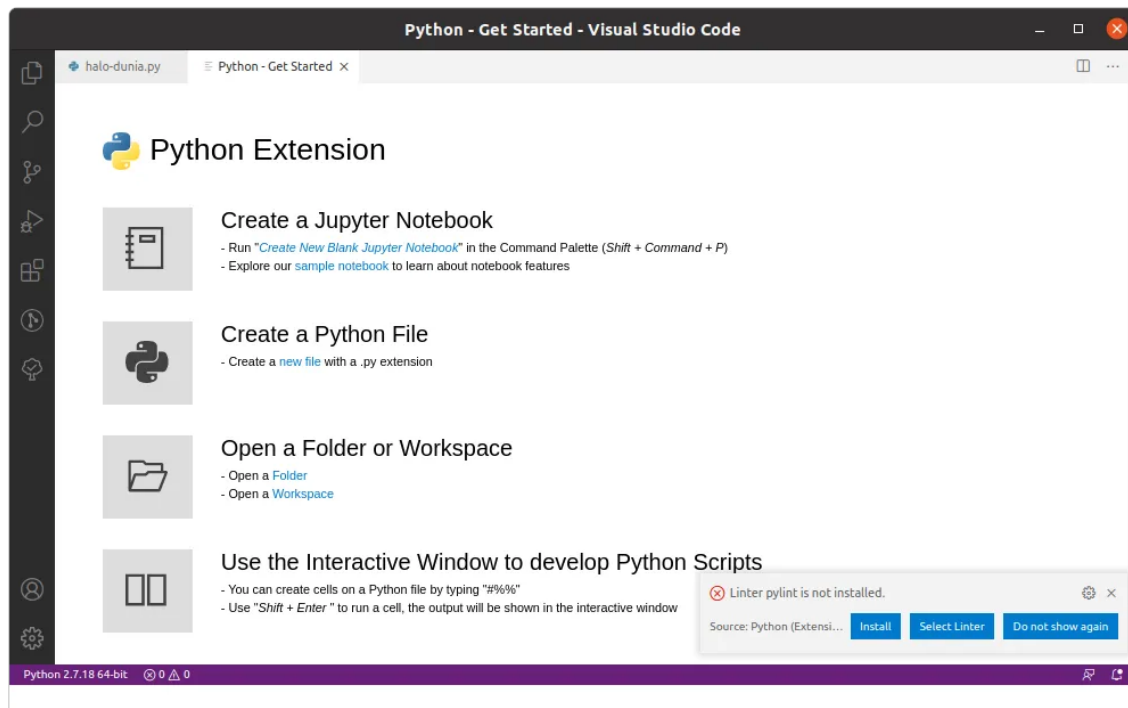 Python - Get Started - Visual Studio Code
halo-dunia.py
Python - Get Started
Python Extension
Create a Jupyter Notebook
- Run "Create New Blank Jupyter Notebook" in the Command Palette (Shift + Command + P)
- Explore our sample notebook to learn about notebook features
Create a Python File
- Create a new file with a .py extension
Open a Folder or Workspace
- Open a Folder
- Open a Workspace
Use the Interactive Window to develop Python Scripts
- You can create cells on a Python file by typing "#%%"
- Use "Shift + Enter " to run a cell, the output will be shown in the interactive window
Linter pylint is not installed.
Source: Python (Extensi...
Install
Select Linter
Do not show again
Python 2.7.18 64-bit
0 0